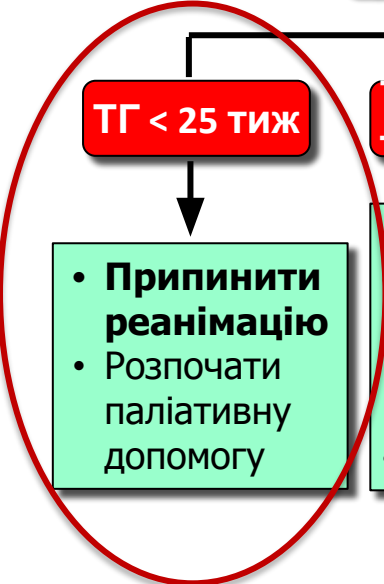 ТГ < 25 тиж
• Припинити
реанімацію
• Розпочати
паліативну
допомогу